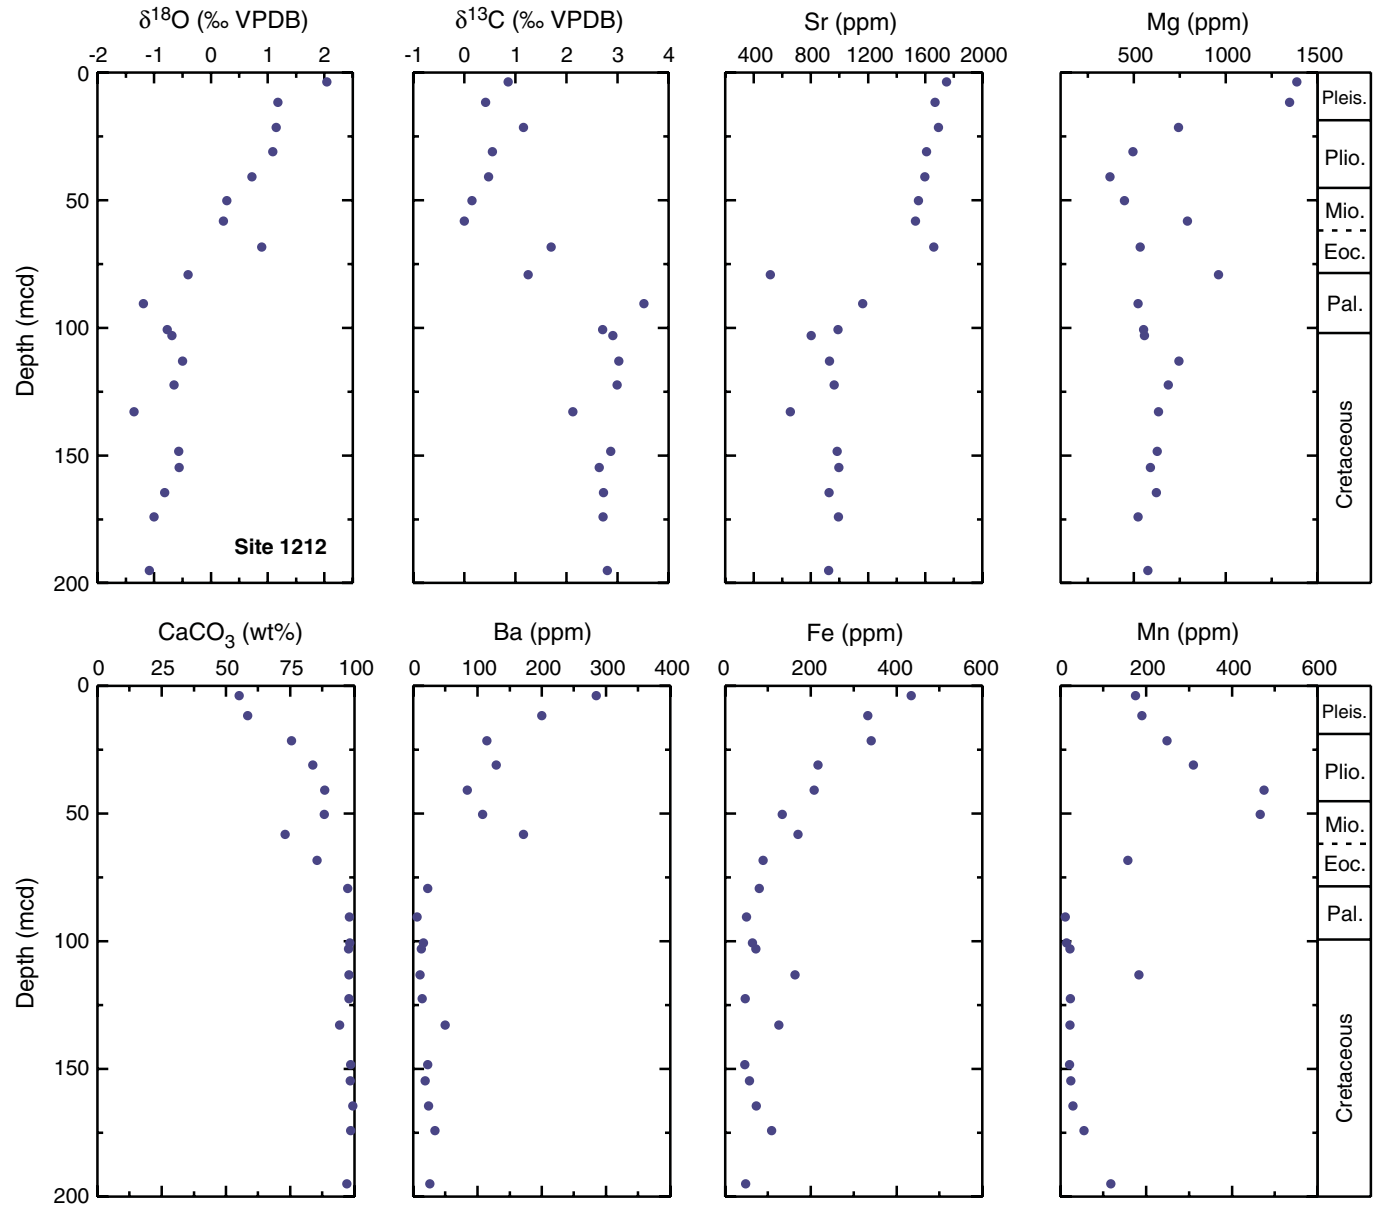 δ18O (‰ VPDB) δ13C (‰ VPDB) Sr (ppm) Mg (ppm)
-2 -1 0 1 2 -1 0 1 2 3 4 400 800 1200 1600 2000 500 1000 1500
0
50
100
150
200
Depth (mcd)
Site 1212
Pleis.
Plio.
Mio.
Eoc.
Pal.
Cretaceous
CaCO3 (wt%) Ba (ppm) Fe (ppm) Mn (ppm)
0 25 50 75 100 0 100 200 300 400 0 200 400 600 0 200 400 600
0
50
100
150
200
Depth (mcd)
Pleis.
Plio.
Mio.
Eoc.
Pal.
Cretaceous